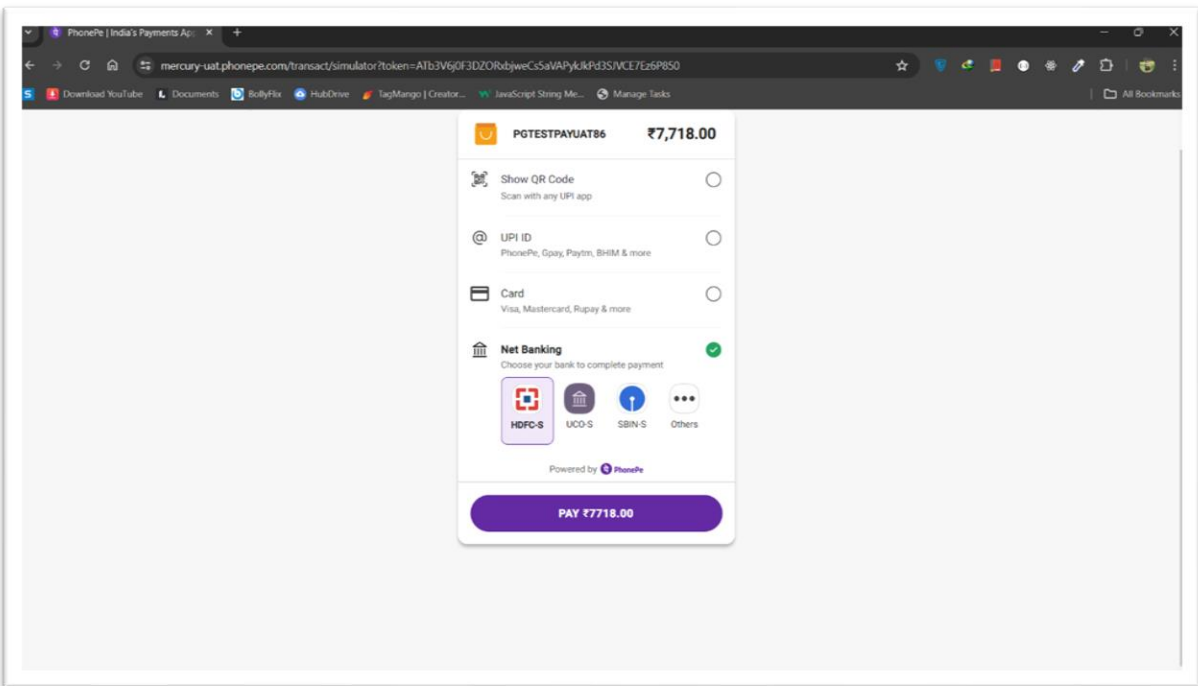 PhonePe | India's Payments Ap
mercury-uat.phonepe.com/transact/simulator?token=ATb3V6j0F3DZORxbjweCs5aVAPykJkPd3SJVCE7Ez6P850
Download YouTube Documents BollyFlix HubDrive TagMango | Creator... JavaScript String Me... Manage Tasks All Bookmarks
PGTESTPAYUAT86 ₹7,718.00
Show QR Code
Scan with any UPI app
UPI ID
PhonePe, Gpay, Paytm, BHIM & more
Card
Visa, Mastercard, Rupay & more
Net Banking
Choose your bank to complete payment
HDFC-S UCO-S SBIN-S Others
Powered by PhonePe
PAY ₹7718.00